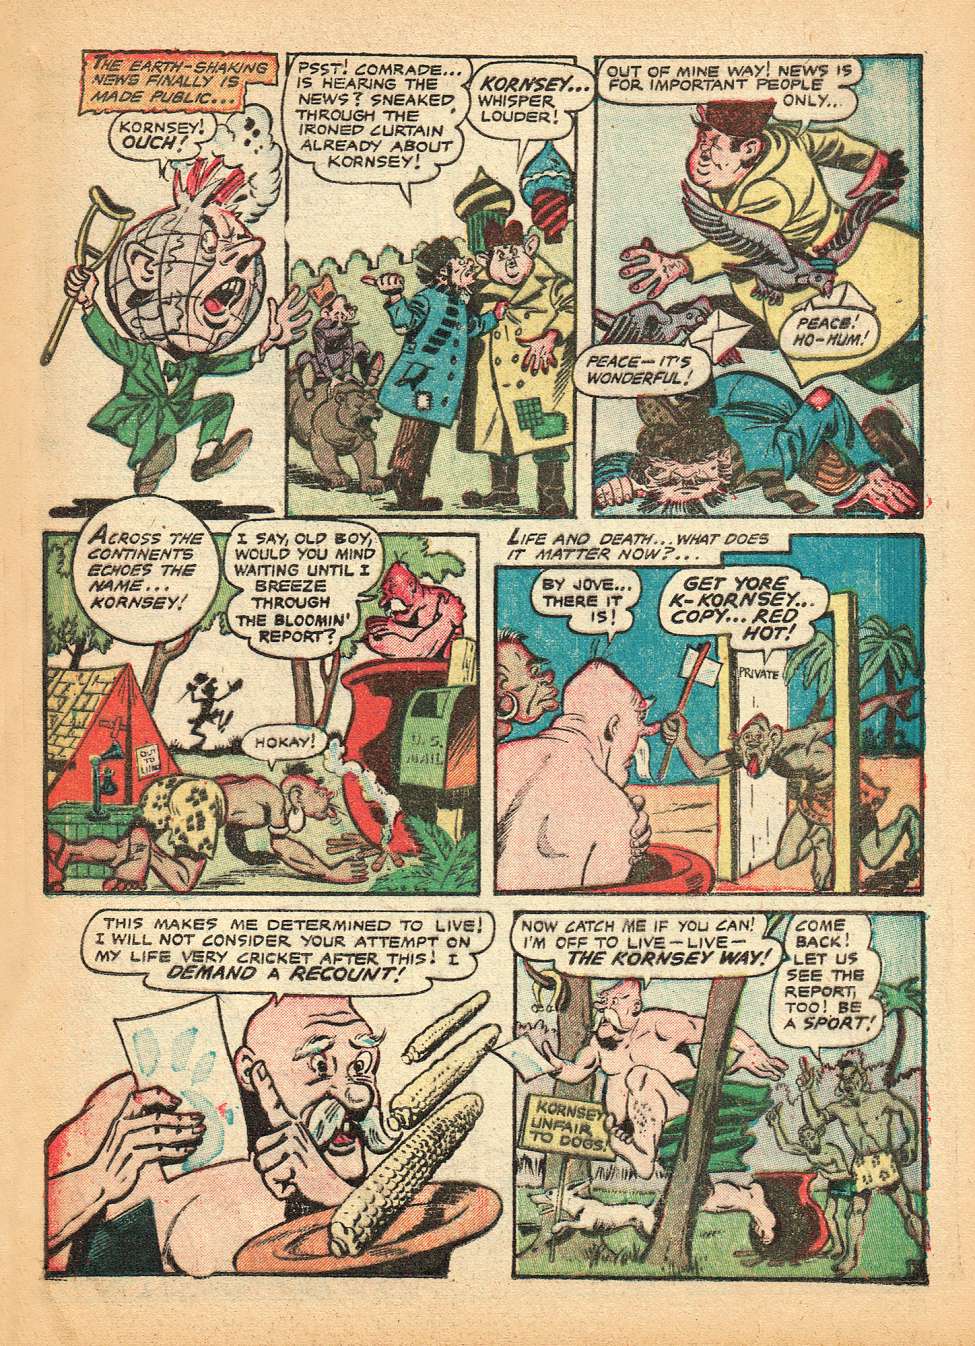 THE EARTH-SHAKING
NEWS FINALLY IS
MADE PUBLIC...
KORNSEY!
OUCH!
PSST! COMRADE...
IS HEARING THE
NEWS? SNEAKED
THROUGH THE
IRONED CURTAIN
ALREADY ABOUT
KORNSEY!
KORNSEY...
WHISPER
LOUDER!
OUT OF MINE WAY! NEWS IS
FOR IMPORTANT PEOPLE
ONLY...
PEACE!
HO-HUM!
PEACE-IT'S
WONDERFUL!
ACROSS THE
CONTINENTS
ECHOES THE
NAME...
KORNSEY!
I SAY, OLD BOY,
WOULD YOU MIND
WAITING UNTIL I
BREEZE
THROUGH
THE BLOOMIN'
REPORT?
OUT
TO
LUNCH
HOKAY!
U.S.
MAIL
LIFE AND DEATH...WHAT DOES
IT MATTER NOW?...
BY JOVE...
THERE IT
IS!
GET YORE
K-KORNSEY...
COPY... RED
HOT!
PRIVATE
THIS MAKES ME DETERMINED TO LIVE!
I WILL NOT CONSIDER YOUR ATTEMPT ON
MY LIFE VERY CRICKET AFTER THIS! I
DEMAND A RECOUNT!
NOW CATCH ME IF YOU CAN!
I'M OFF TO LIVE-LIVE-
THE KORNSEY WAY!
COME
BACK!
LET US
SEE THE
REPORT,
TOO! BE
A SPORT!
KORNSEY
UNFAIR
TO DOGS!